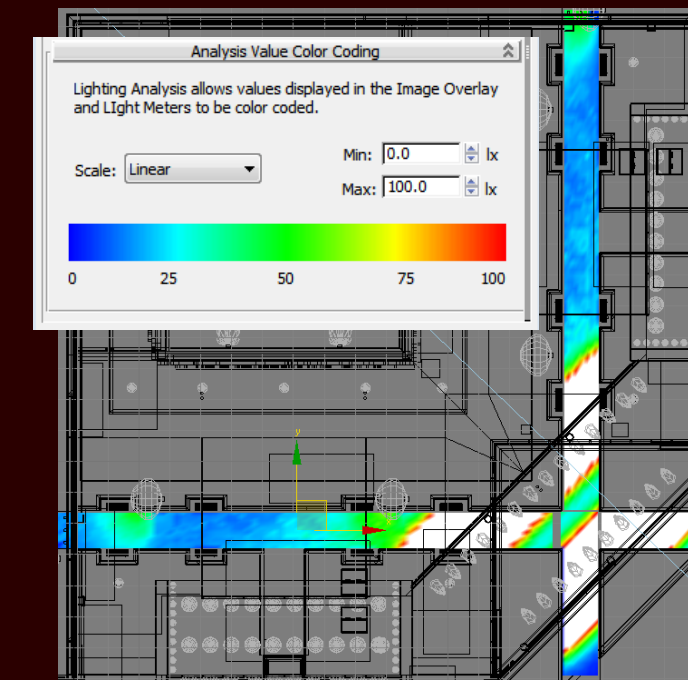 Analysis Value Color Coding
Lighting Analysis allows values displayed in the Image Overlay
and LIght Meters to be color coded.
Scale: Linear
Min: 0.0 lx
Max: 100.0 lx
0 25 50 75 100
y